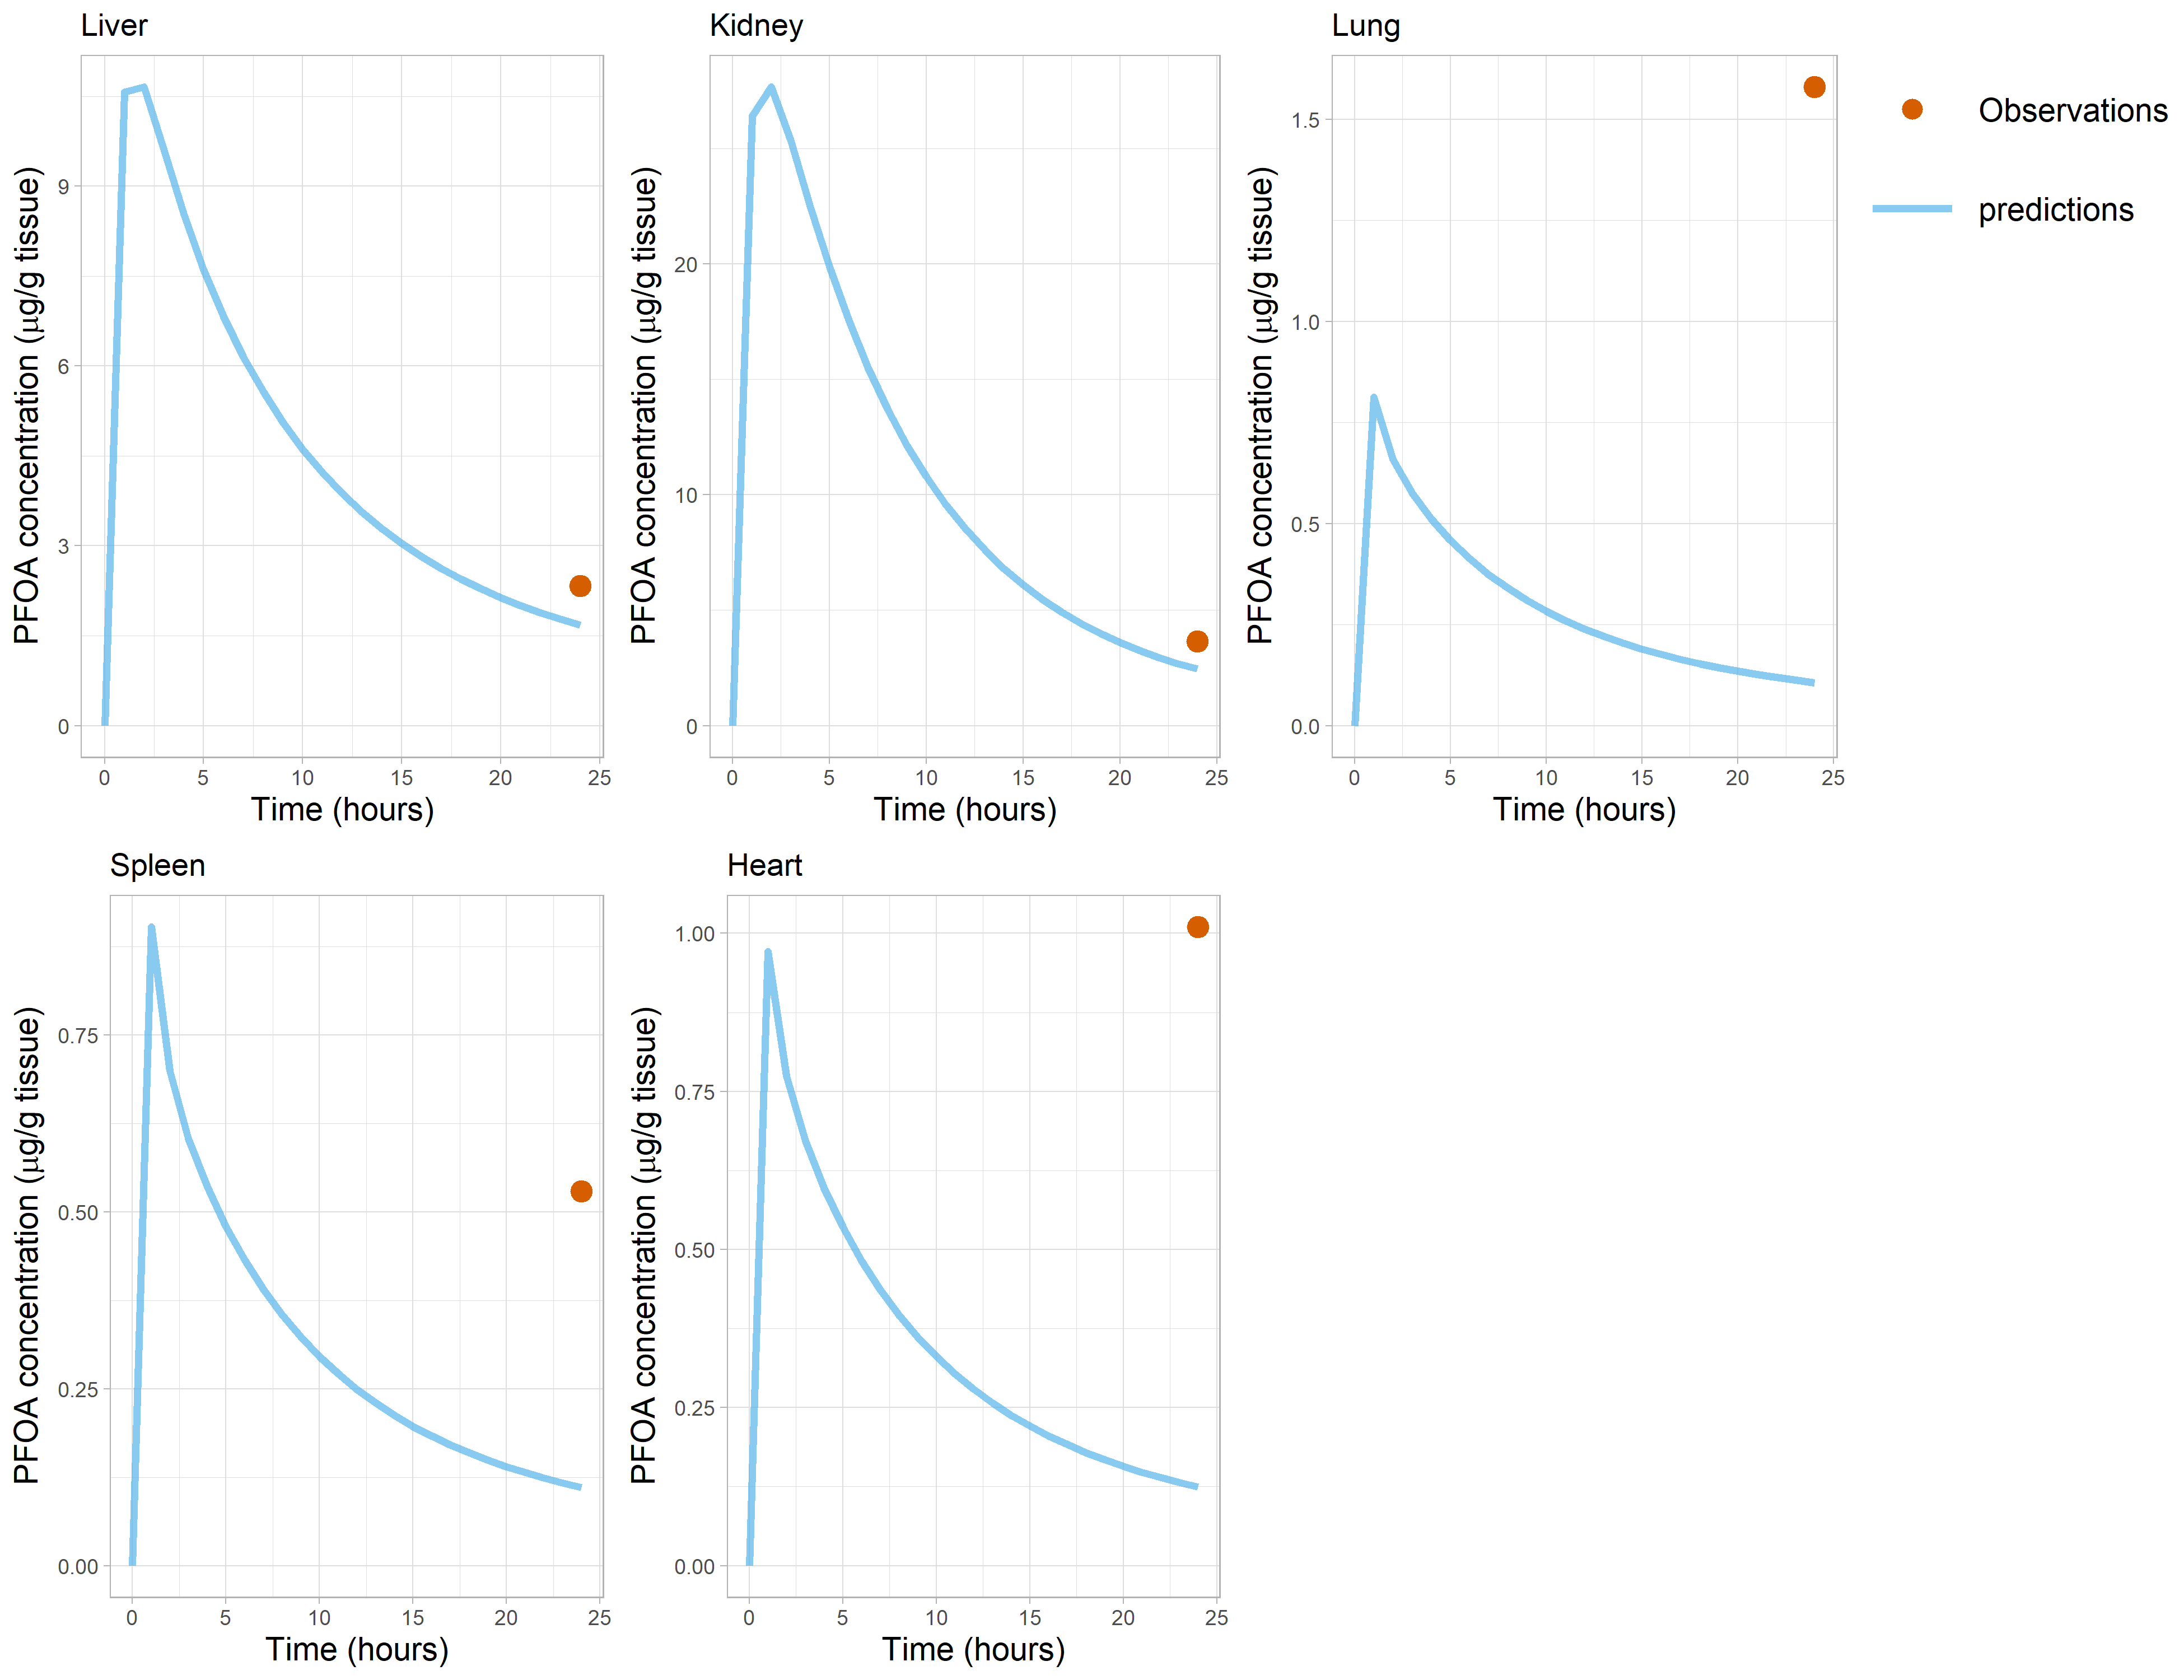 Liver
PFOA concentration (μg/g tissue)
9
6
3
0
0 5 10 15 20 25
Time (hours)
Kidney
PFOA concentration (μg/g tissue)
20
10
0
0 5 10 15 20 25
Time (hours)
Lung
PFOA concentration (μg/g tissue)
1.5
1.0
0.5
0.0
0 5 10 15 20 25
Time (hours)
Observations
predictions
Spleen
PFOA concentration (μg/g tissue)
0.75
0.50
0.25
0.00
0 5 10 15 20 25
Time (hours)
Heart
PFOA concentration (μg/g tissue)
1.00
0.75
0.50
0.25
0.00
0 5 10 15 20 25
Time (hours)